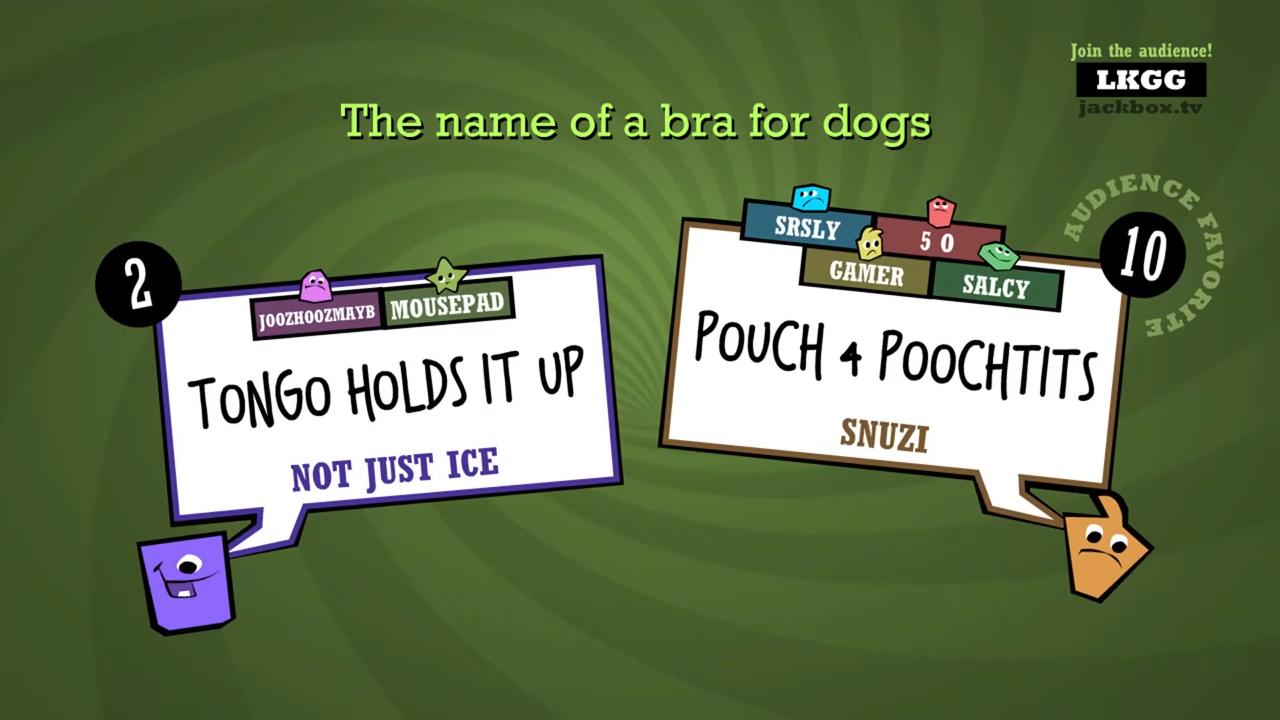 Join the audience!
LKGG
jackbox.tv
The name of a bra for dogs
AUDIENCE FAVORITE
2
JOOZHOOZMAYB
MOUSEPAD
TONGO HOLDS IT UP
NOT JUST ICE
10
SRSLY
5 0
GAMER
SALCY
POUCH 4 POOCHTITS
SNUZI